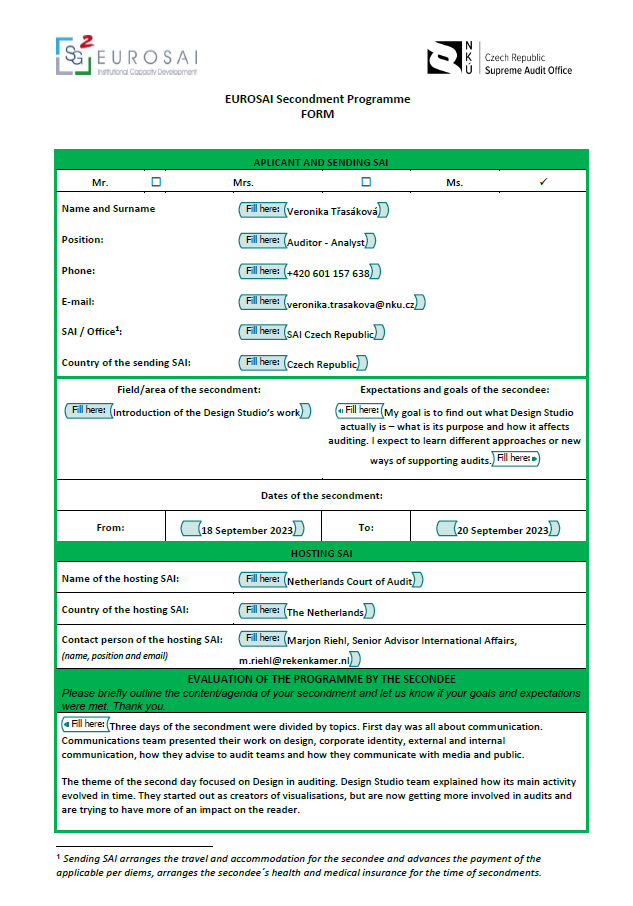 SG2 EUROSAI
Institutional Capacity Development
NKÚ
Czech Republic
Supreme Audit Office
EUROSAI Secondment Programme
FORM
APLICANT AND SENDING SAI
Mr. ☐ Mrs. ☐ Ms. ✓
Name and Surname Fill here: Veronika Třasáková
Position: Fill here: Auditor - Analyst
Phone: Fill here: +420 601 157 638
E-mail: Fill here: veronika.trasakova@nku.cz
SAI / Office1: Fill here: SAI Czech Republic
Country of the sending SAI: Fill here: Czech Republic
Field/area of the secondment:
Fill here: Introduction of the Design Studio's work
Expectations and goals of the secondee:
Fill here: My goal is to find out what Design Studio
actually is – what is its purpose and how it affects
auditing. I expect to learn different approaches or new
ways of supporting audits. Fill here:
Dates of the secondment:
From: 18 September 2023 To: 20 September 2023
HOSTING SAI
Name of the hosting SAI: Fill here: Netherlands Court of Audit
Country of the hosting SAI: Fill here: The Netherlands
Contact person of the hosting SAI: Fill here: Marjon Riehl, Senior Advisor International Affairs,
(name, position and email) m.riehl@rekenkamer.nl
EVALUATION OF THE PROGRAMME BY THE SECONDEE
Please briefly outline the content/agenda of your secondment and let us know if your goals and expectations
were met. Thank you.
Fill here: Three days of the secondment were divided by topics. First day was all about communication.
Communications team presented their work on design, corporate identity, external and internal
communication, how they advise to audit teams and how they communicate with media and public.
The theme of the second day focused on Design in auditing. Design Studio team explained how its main activity
evolved in time. They started out as creators of visualisations, but are now getting more involved in audits and
are trying to have more of an impact on the reader.
1 Sending SAI arranges the travel and accommodation for the secondee and advances the payment of the
applicable per diems, arranges the secondee´s health and medical insurance for the time of secondments.